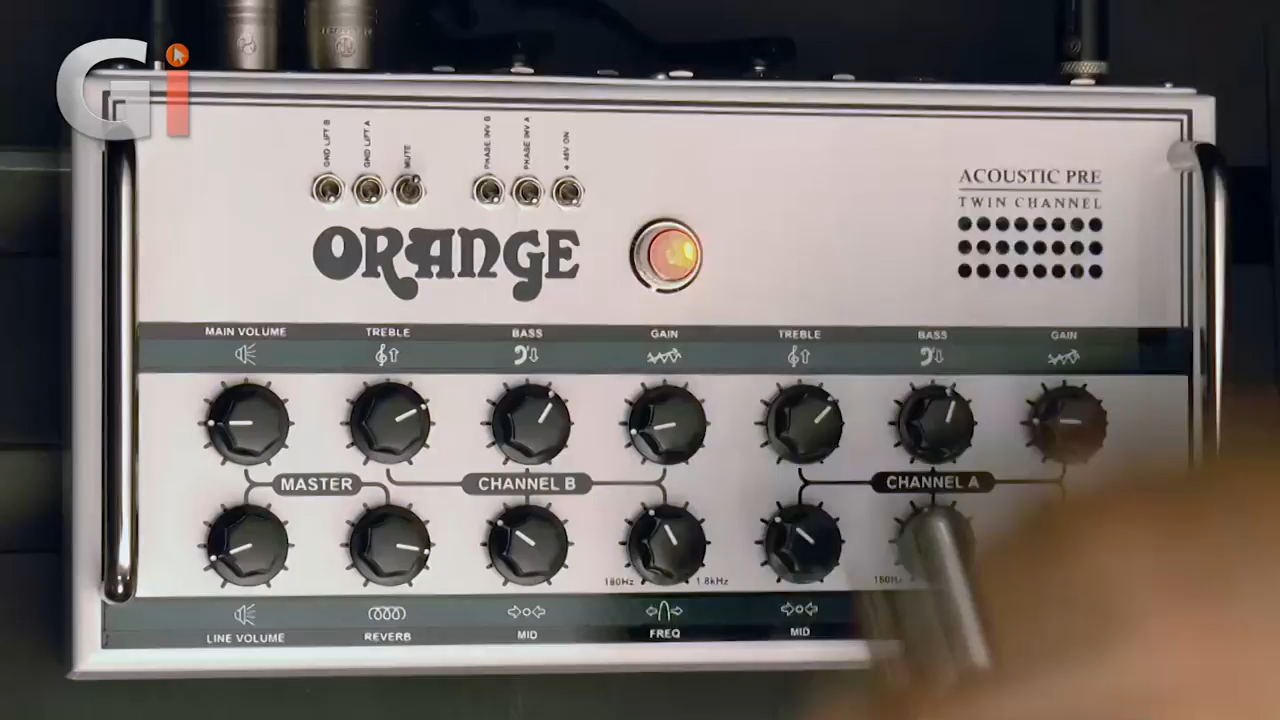 Gi
GND LIFT B
GND LIFT A
MUTE
PHASE INV B
PHASE INV A
+ 48V ON
ORANGE
ACOUSTIC PRE
TWIN CHANNEL
MAIN VOLUME
TREBLE
BASS
GAIN
TREBLE
BASS
GAIN
MASTER
CHANNEL B
CHANNEL A
180Hz
1.8kHz
180Hz
LINE VOLUME
REVERB
MID
FREQ
MID